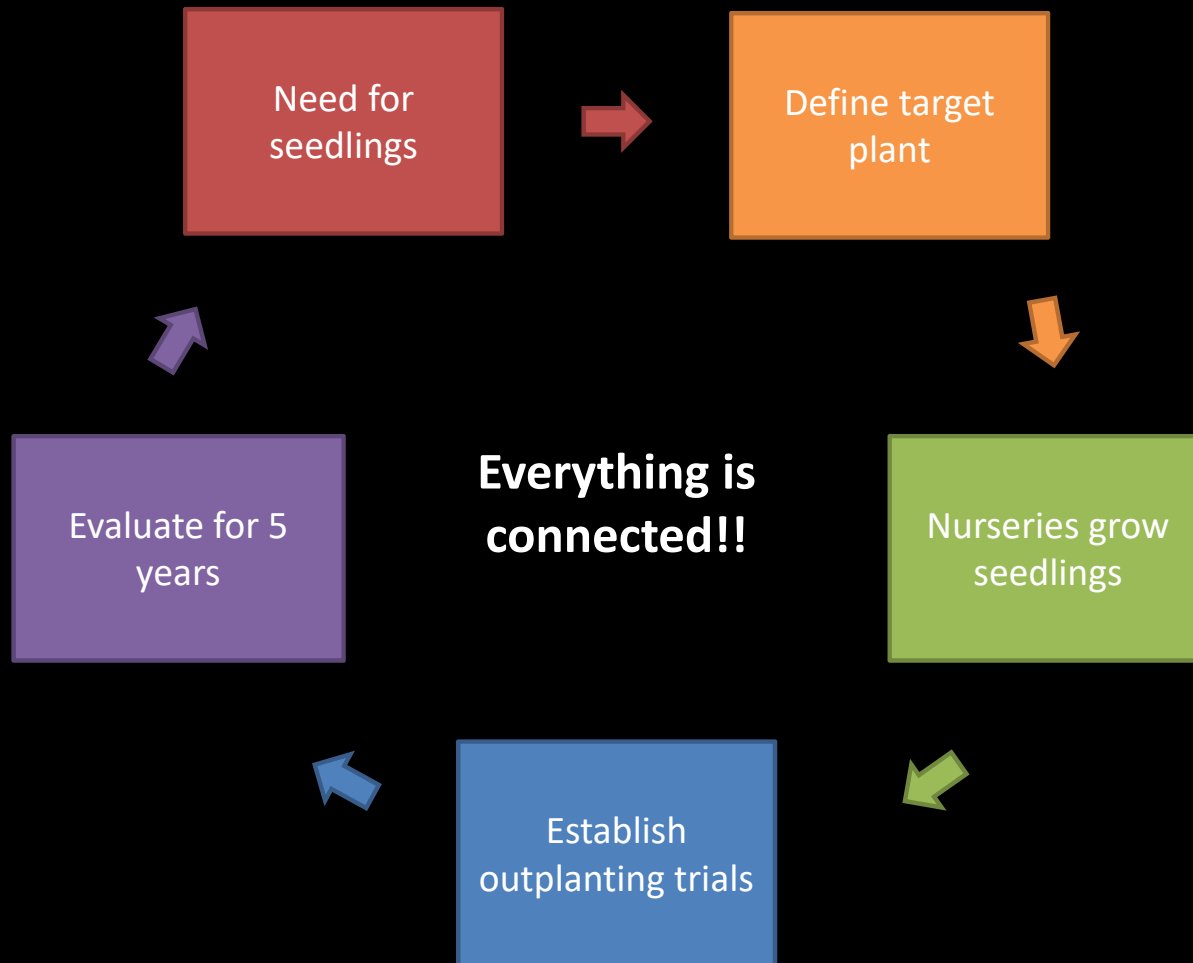 Need for
seedlings
Define target
plant
Everything is
connected!!
Evaluate for 5
years
Nurseries grow
seedlings
Establish
outplanting trials